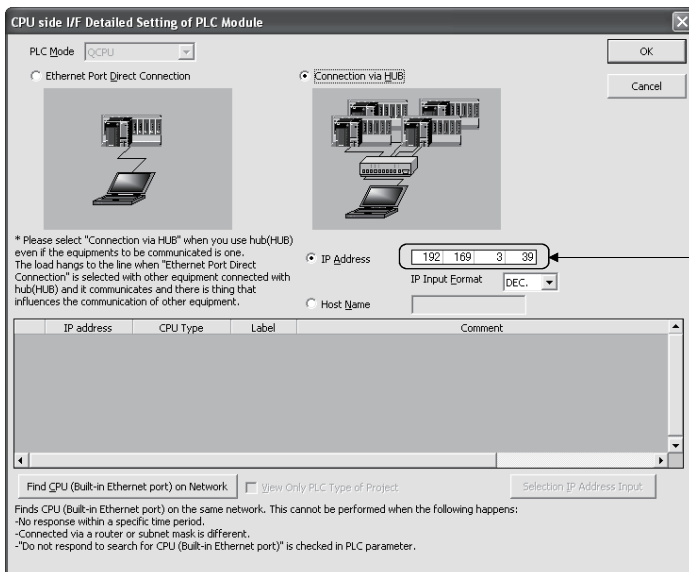 CPU side I/F Detailed Setting of PLC Module
PLC Mode QCPU
OK
Ethernet Port Direct Connection
Connection via HUB
Cancel
* Please select "Connection via HUB" when you use hub(HUB)
even if the equipments to be communicated is one.
The load hangs to the line when "Ethernet Port Direct
Connection" is selected with other equipment connected with
hub(HUB) and it communicates and there is thing that
influences the communication of other equipment.
IP Address 192 169 3 39
IP Input Format DEC.
Host Name
IP address CPU Type Label Comment
Find CPU (Built-in Ethernet port) on Network View Only PLC Type of Project Selection IP Address Input
Finds CPU (Built-in Ethernet port) on the same network. This cannot be performed when the following happens:
-No response within a specific time period.
-Connected via a router or subnet mask is different.
-"Do not respond to search for CPU (Built-in Ethernet port)" is checked in PLC parameter.